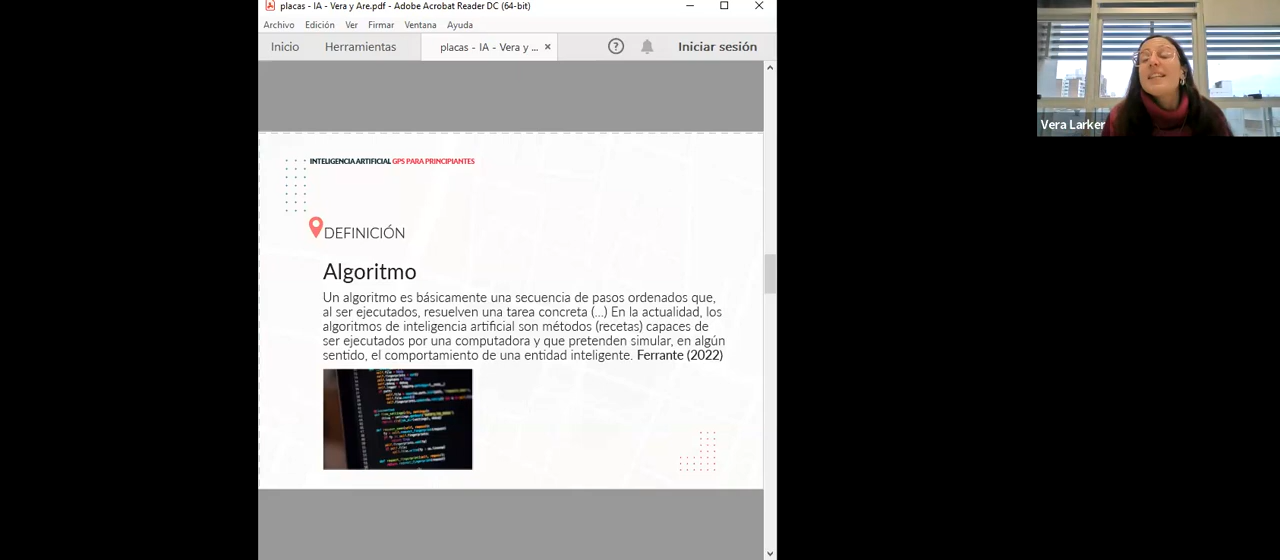 placas - IA - Vera y Are.pdf - Adobe Acrobat Reader DC (64-bit)
Archivo Edición Ver Firmar Ventana Ayuda
Inicio Herramientas placas - IA - Vera y ... × ? Iniciar sesión
Vera Larker
INTELIGENCIA ARTIFICIAL GPS PARA PRINCIPIANTES
DEFINICIÓN
Algoritmo
Un algoritmo es básicamente una secuencia de pasos ordenados que,
al ser ejecutados, resuelven una tarea concreta (...) En la actualidad, los
algoritmos de inteligencia artificial son métodos (recetas) capaces de
ser ejecutados por una computadora y que pretenden simular, en algún
sentido, el comportamiento de una entidad inteligente. Ferrante (2022)